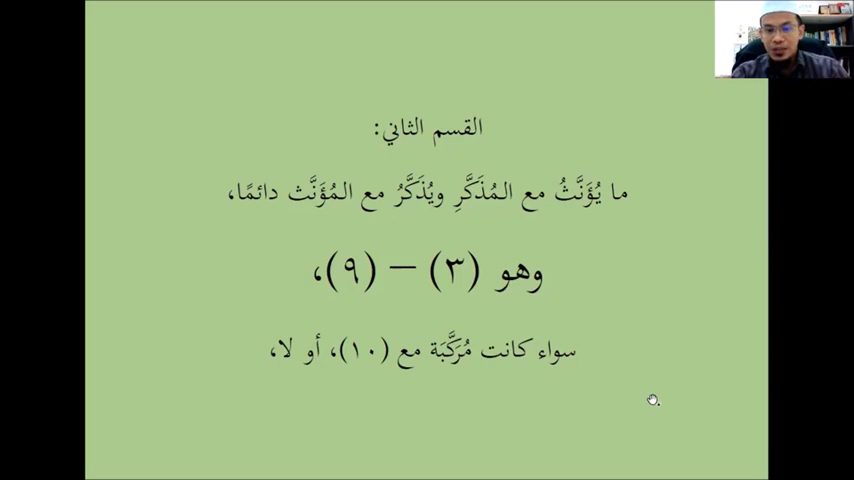 القسم الثاني:
ما يُؤَنَّثُ مع المُذَكَّرِ ويُذَكَّرُ مع المُؤَنَّث دائمًا،
وهو (٣) – (٩)،
سواء كانت مُرَكَّبَة مع (١٠)، أو لا،